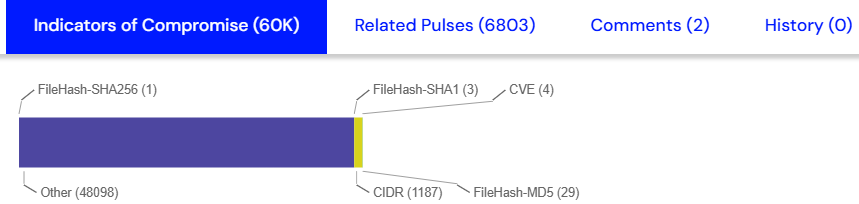 Indicators of Compromise (60K) Related Pulses (6803) Comments (2) History (0)
FileHash-SHA256 (1) FileHash-SHA1 (3) CVE (4)
Other (48098) CIDR (1187) FileHash-MD5 (29)